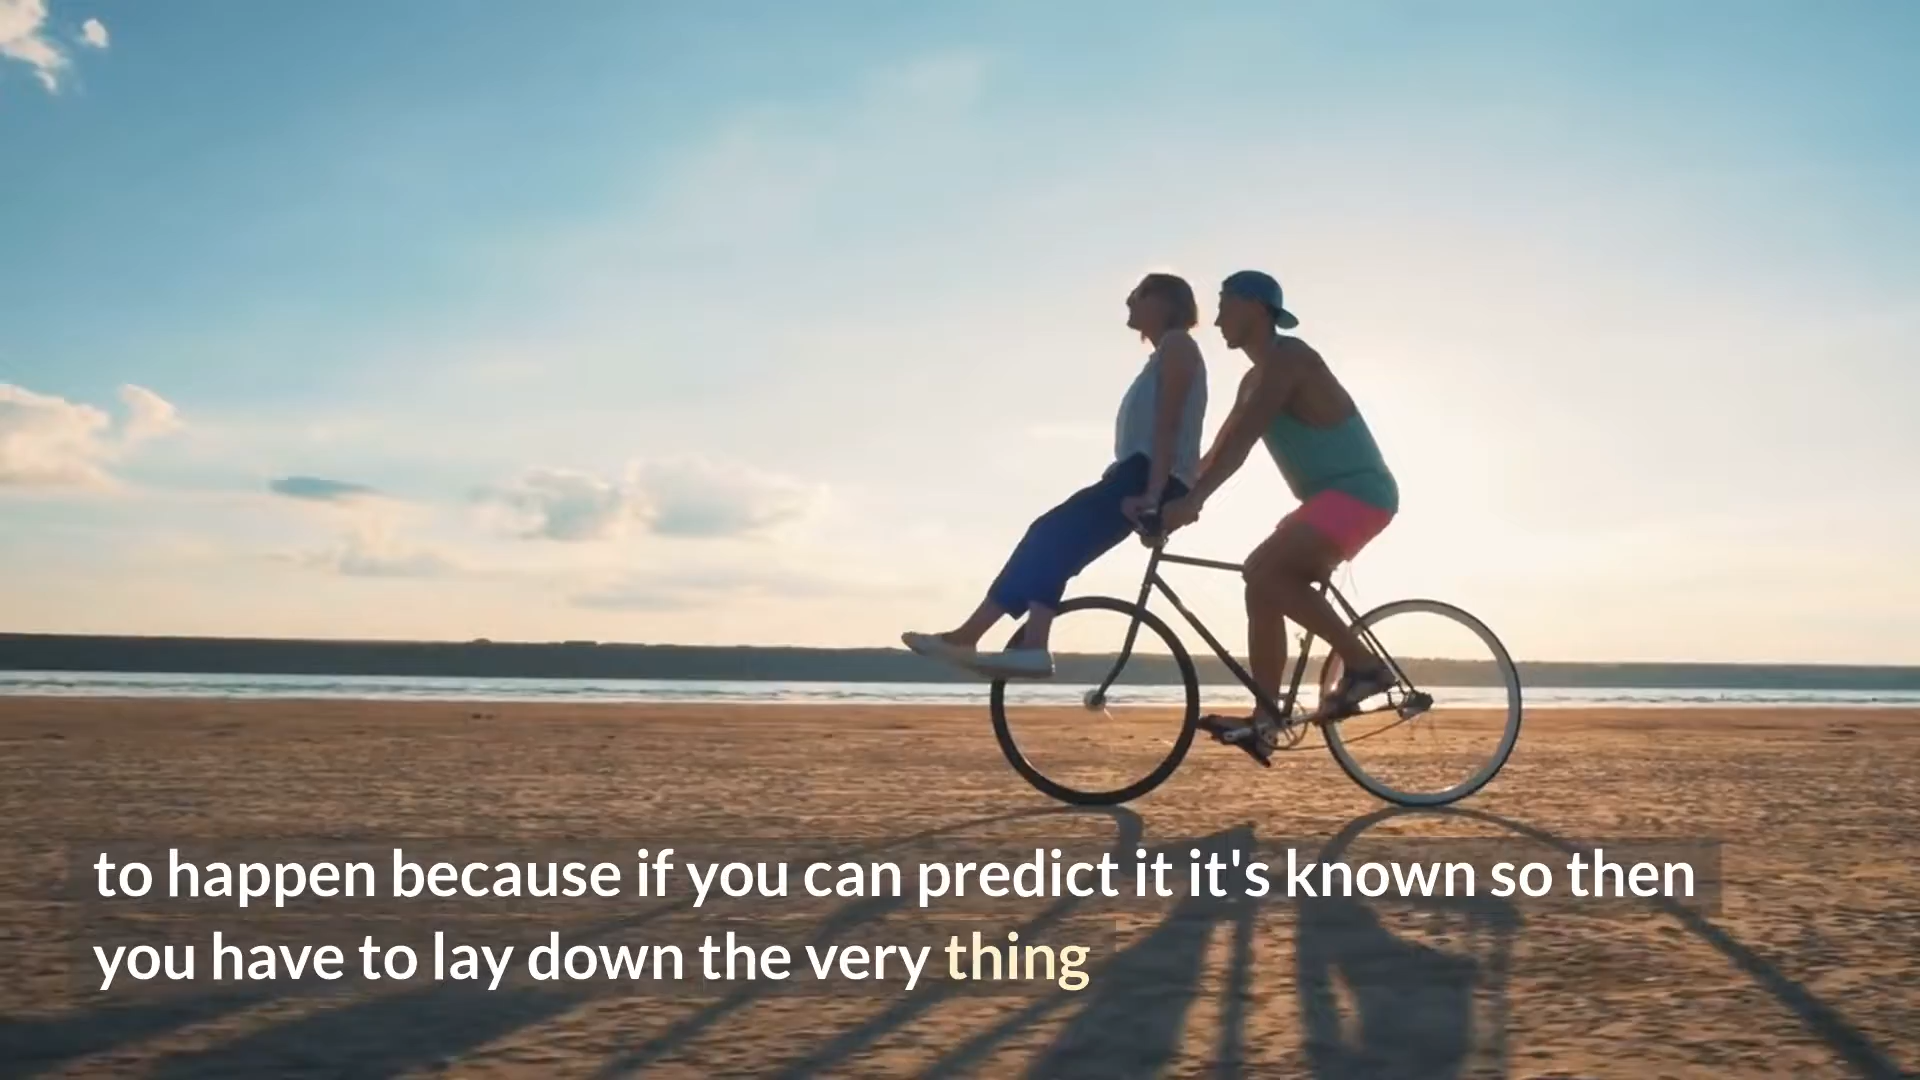 to happen because if you can predict it it's known so then
you have to lay down the very thing